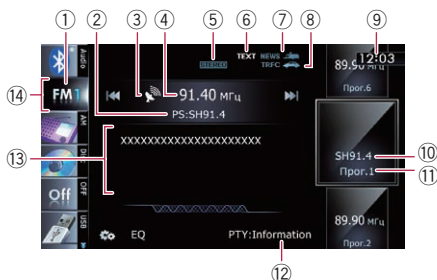 ① ② ③ ④ ⑤ ⑥ ⑦ ⑧ ⑨
TEXT NEWS
STEREO TRFC
12:03
Audio
FM1
AM
OFF
Off
USB
91.40 МГц
PS:SH91.4
XXXXXXXXXXXXXXXXXXXX
EQ
PTY:Information
89.90 МГц
Прог.6
SH91.4
Прог.1
89.90 МГц
Прог.2
⑭
⑬
⑩
⑪
⑫